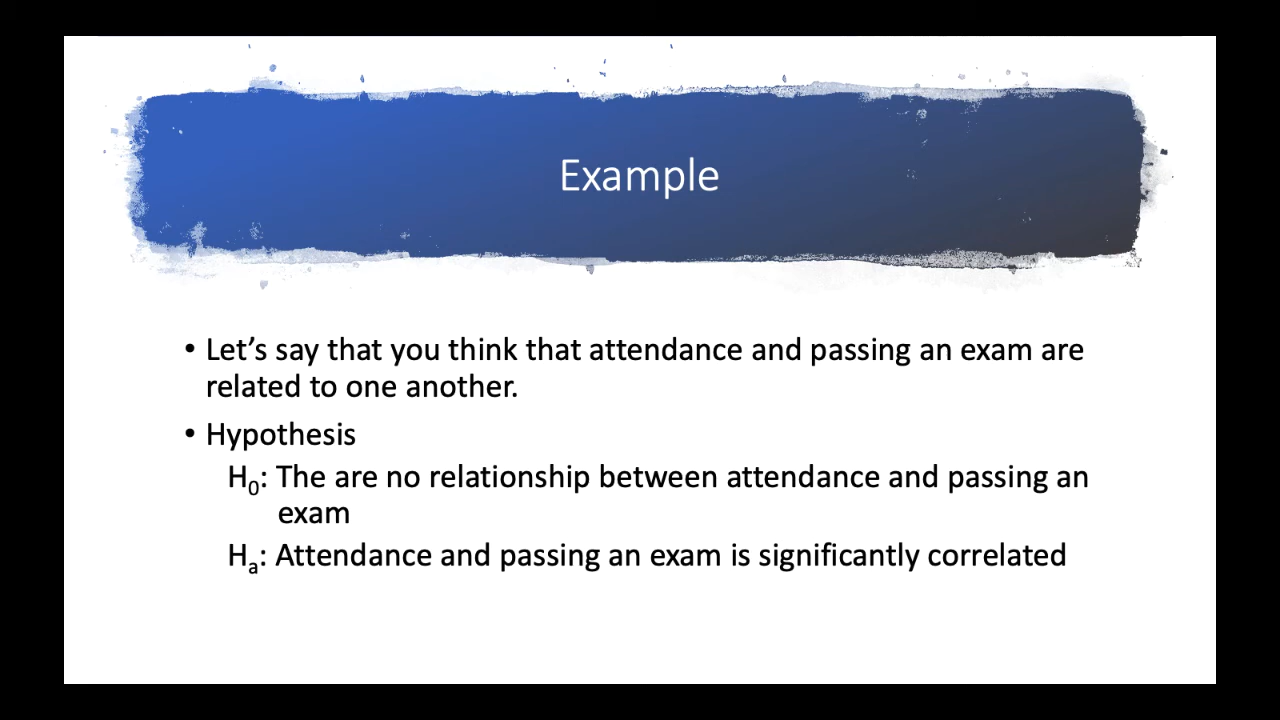 Example
• Let’s say that you think that attendance and passing an exam are
related to one another.
• Hypothesis
H₀: The are no relationship between attendance and passing an
exam
Hₐ: Attendance and passing an exam is significantly correlated